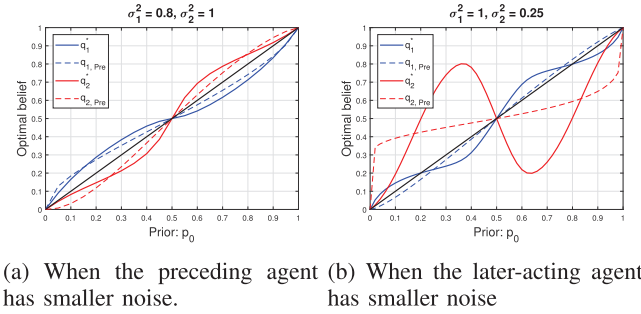 σ₁² = 0.8, σ₂² = 1
q₁*
q₁, Pre
q₂*
q₂, Pre
Optimal belief
1
0.9
0.8
0.7
0.6
0.5
0.4
0.3
0.2
0.1
0
0 0.1 0.2 0.3 0.4 0.5 0.6 0.7 0.8 0.9 1
Prior: p₀
σ₁² = 1, σ₂² = 0.25
q₁*
q₁, Pre
q₂*
q₂, Pre
Optimal belief
1
0.9
0.8
0.7
0.6
0.5
0.4
0.3
0.2
0.1
0
0 0.1 0.2 0.3 0.4 0.5 0.6 0.7 0.8 0.9 1
Prior: p₀
(a) When the preceding agent
has smaller noise.
(b) When the later-acting agent
has smaller noise